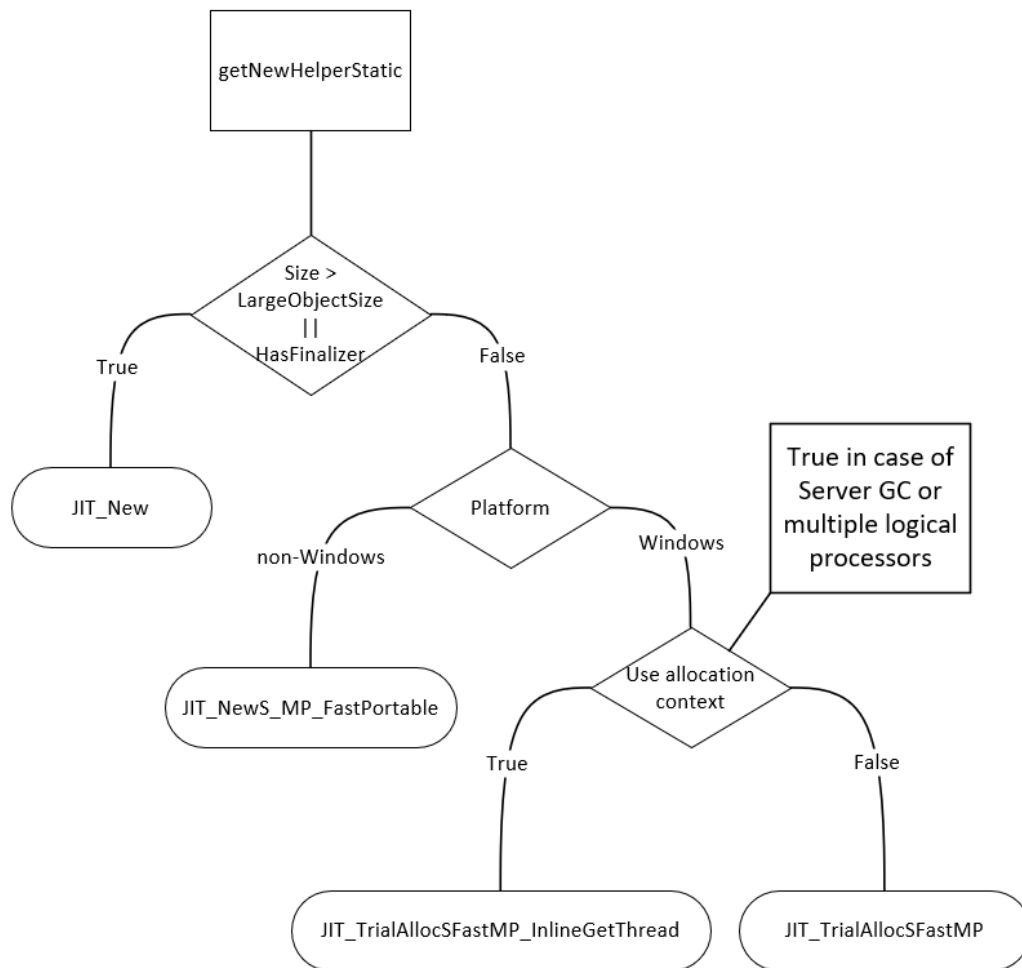 getNewHelperStatic
Size >
LargeObjectSize
||
HasFinalizer
True
False
JIT_New
Platform
True in case of
Server GC or
multiple logical
processors
non-Windows
Windows
JIT_NewS_MP_FastPortable
Use allocation
context
True
False
JIT_TrialAllocSFastMP_InlineGetThread
JIT_TrialAllocSFastMP